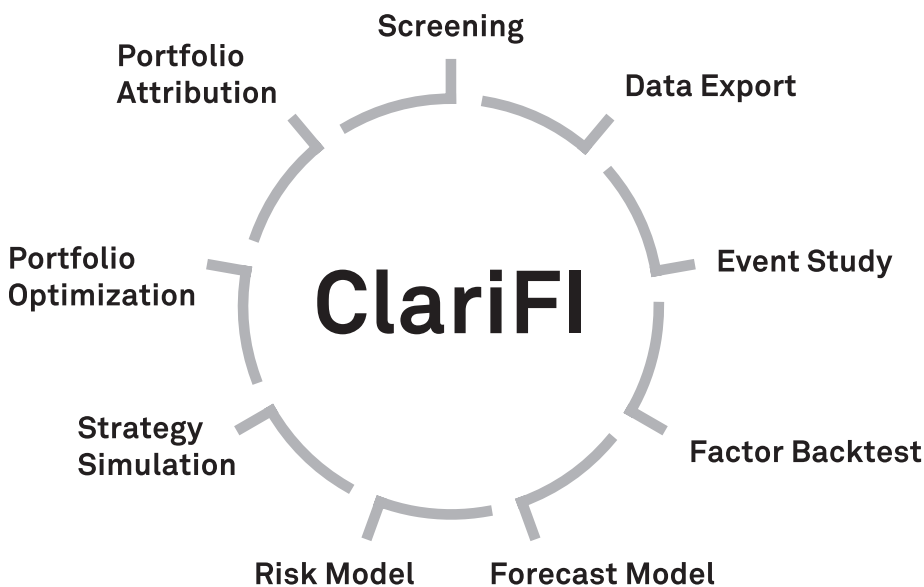 Screening
Portfolio
Attribution
Data Export
Portfolio
Optimization
ClariFI
Event Study
Strategy
Simulation
Factor Backtest
Risk Model
Forecast Model